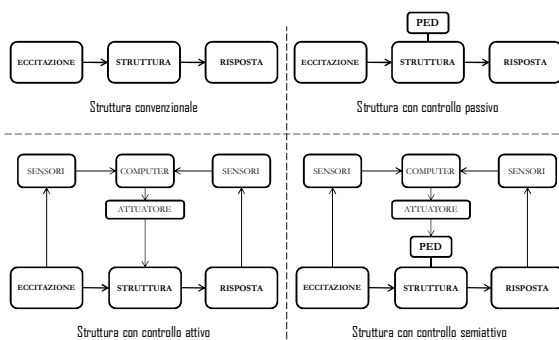 ECCITAZIONE
STRUTTURA
RISPOSTA
Struttura convenzionale
PED
ECCITAZIONE
STRUTTURA
RISPOSTA
Struttura con controllo passivo
SENSORI
COMPUTER
SENSORI
ATTUATORE
ECCITAZIONE
STRUTTURA
RISPOSTA
Struttura con controllo attivo
SENSORI
COMPUTER
SENSORI
ATTUATORE
PED
ECCITAZIONE
STRUTTURA
RISPOSTA
Struttura con controllo semiattivo